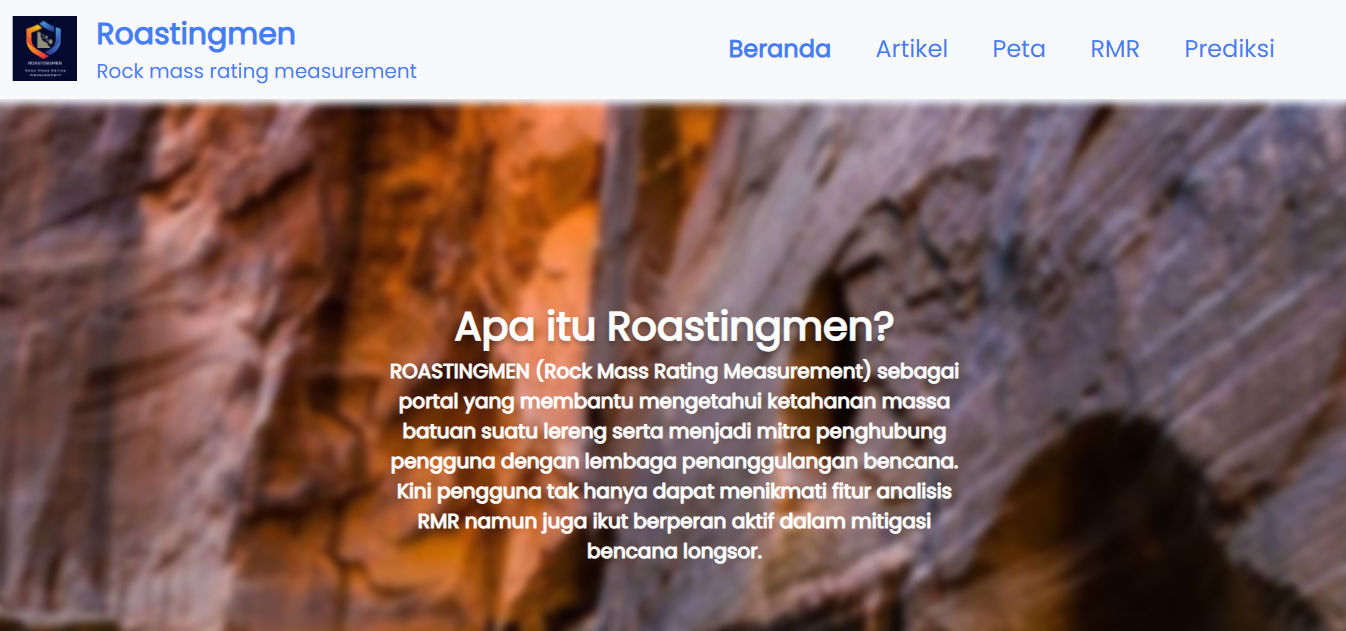 Roastingmen
Rock mass rating measurement
Beranda Artikel Peta RMR Prediksi
Apa itu Roastingmen?
ROASTINGMEN (Rock Mass Rating Measurement) sebagai
portal yang membantu mengetahui ketahanan massa
batuan suatu lereng serta menjadi mitra penghubung
pengguna dengan lembaga penanggulangan bencana.
Kini pengguna tak hanya dapat menikmati fitur analisis
RMR namun juga ikut berperan aktif dalam mitigasi
bencana longsor.